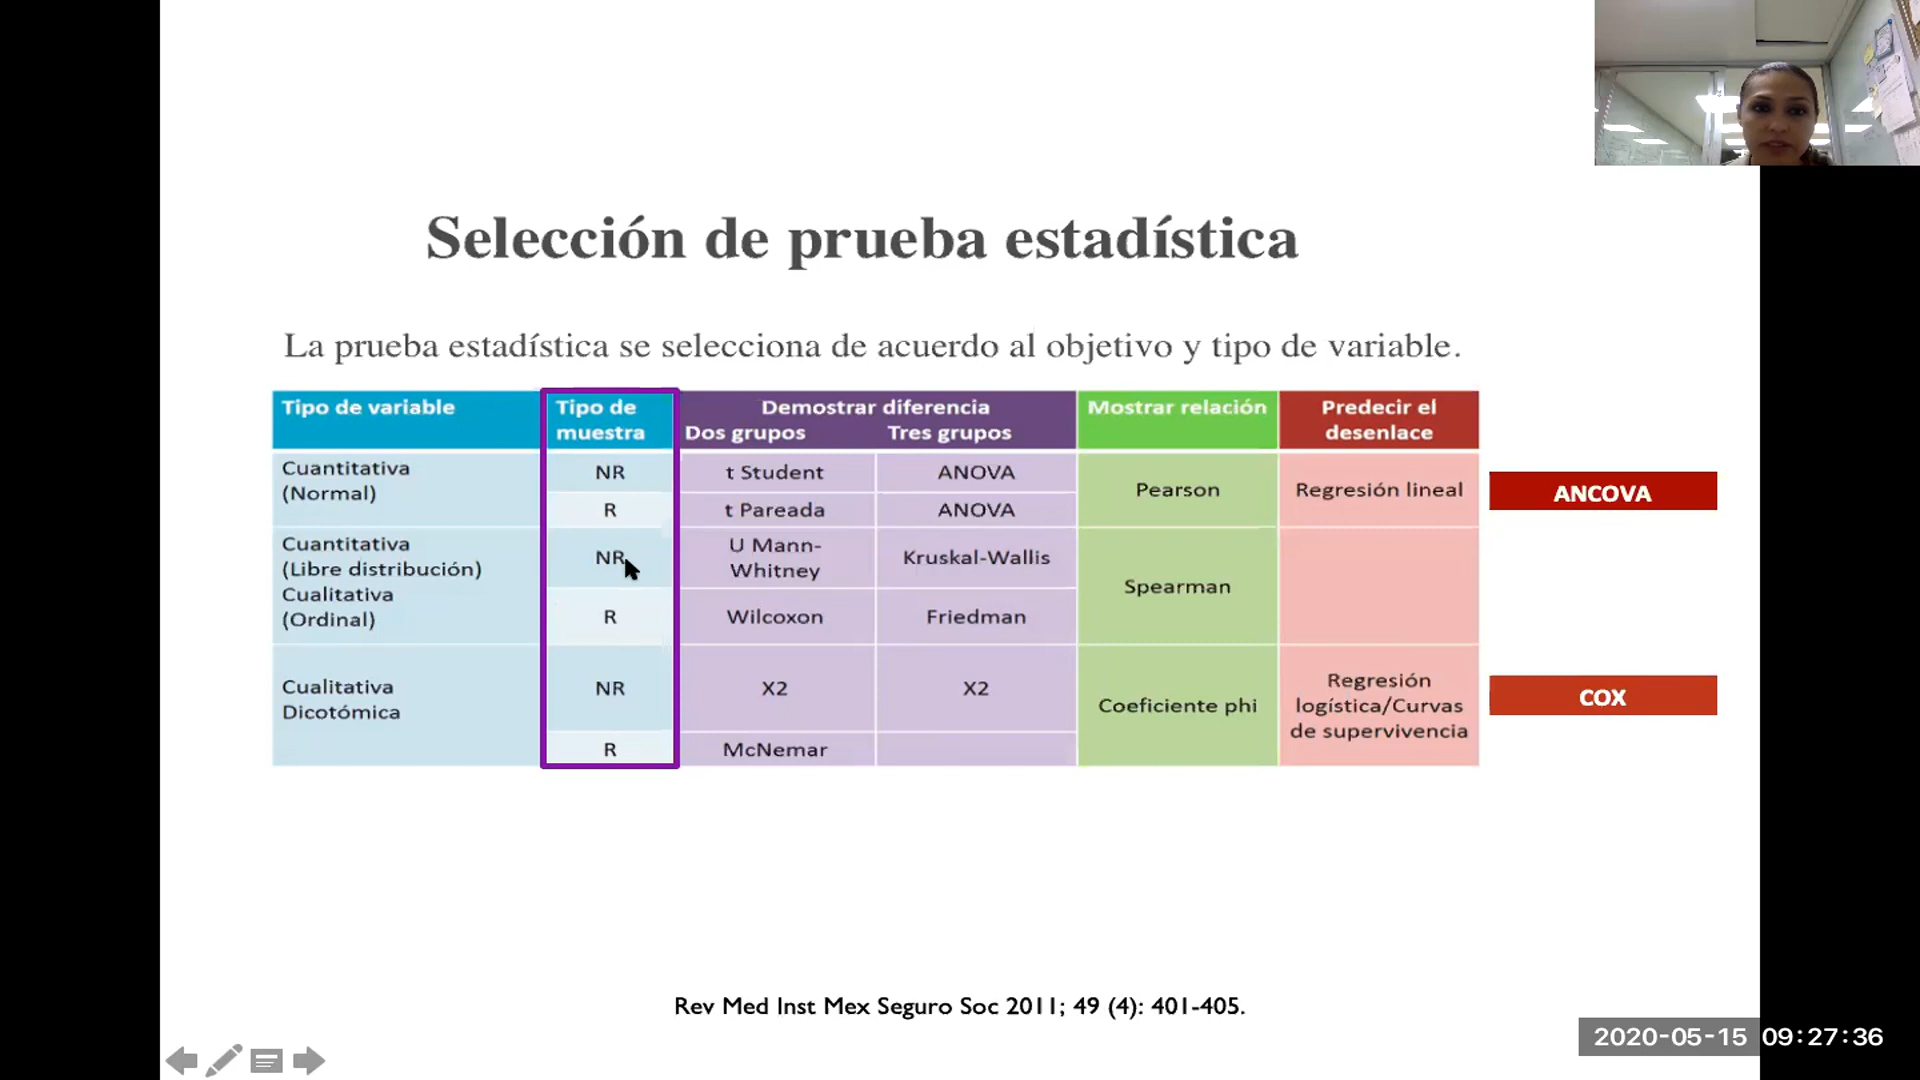 Selección de prueba estadística
La prueba estadística se selecciona de acuerdo al objetivo y tipo de variable.
Tipo de variable
Tipo de
muestra
Demostrar diferencia
Dos grupos Tres grupos
Mostrar relación
Predecir el
desenlace
Cuantitativa
(Normal)
NR
t Student
ANOVA
R
t Pareada
ANOVA
Pearson
Regresión lineal
ANCOVA
Cuantitativa
(Libre distribución)
Cualitativa
(Ordinal)
NR
U Mann-
Whitney
Kruskal-Wallis
R
Wilcoxon
Friedman
Spearman
Cualitativa
Dicotómica
NR
X2
X2
R
McNemar
Coeficiente phi
Regresión
logística/Curvas
de supervivencia
COX
Rev Med Inst Mex Seguro Soc 2011; 49 (4): 401-405.
2020-05-15 09:27:36